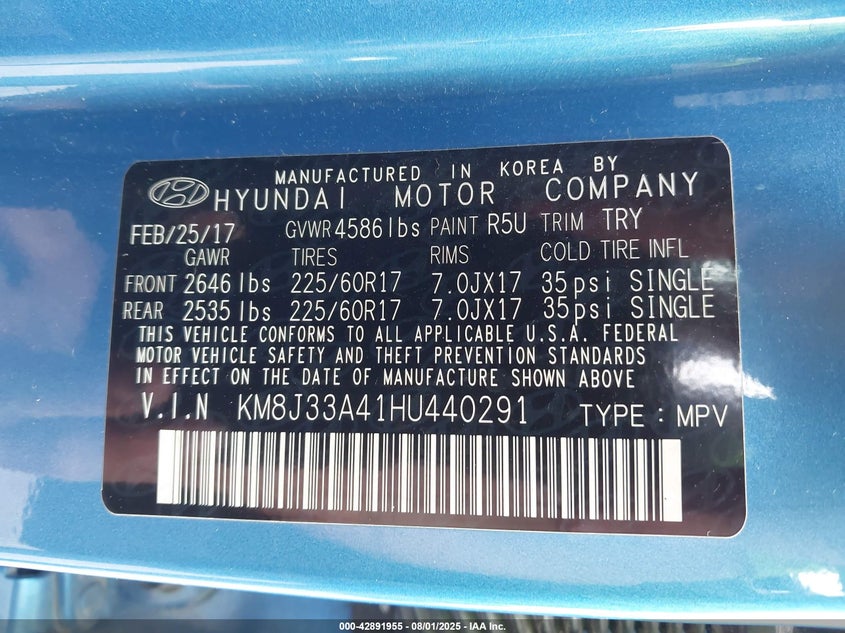 MANUFACTURED IN KOREA BY
HYUNDAI MOTOR COMPANY
FEB/25/17 GVWR 4586 lbs PAINT R5U TRIM TRY
GAWR TIRES RIMS COLD TIRE INFL
FRONT 2646 lbs 225/60R17 7.0JX17 35psi SINGLE
REAR 2535 lbs 225/60R17 7.0JX17 35psi SINGLE
THIS VEHICLE CONFORMS TO ALL APPLICABLE U.S.A. FEDERAL
MOTOR VEHICLE SAFETY AND THEFT PREVENTION STANDARDS
IN EFFECT ON THE DATE OF MANUFACTURE SHOWN ABOVE
V.I.N KM8J33A41HU440291 TYPE : MPV
000-42891955 - 08/01/2025 - IAA Inc.